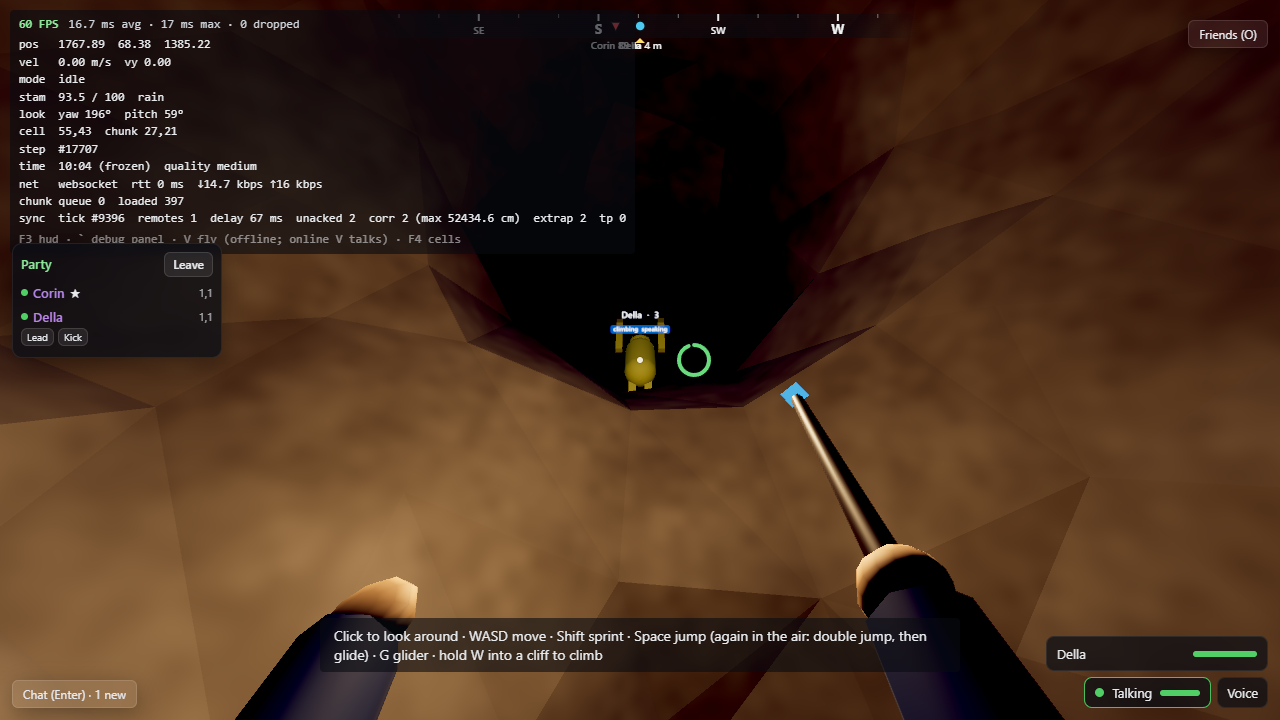 60 FPS 16.7 ms avg · 17 ms max · 0 dropped
pos 1767.89 68.38 1385.22
vel 0.00 m/s vy 0.00
mode idle
stam 93.5 / 100 rain
look yaw 196° pitch 59°
cell 55,43 chunk 27,21
step #17707
time 10:04 (frozen) quality medium
net websocket rtt 0 ms ↓14.7 kbps ↑16 kbps
chunk queue 0 loaded 397
sync tick #9396 remotes 1 delay 67 ms unacked 2 corr 2 (max 52434.6 cm) extrap 2 tp 0
F3 hud · ` debug panel · V fly (offline; online V talks) · F4 cells
SE S SW W
Corin 4 m
Friends (O)
Party Leave
Corin ★ 1,1
Della 1,1
Lead Kick
Della · 3
climbing speaking
Click to look around · WASD move · Shift sprint · Space jump (again in the air: double jump, then
glide) · G glider · hold W into a cliff to climb
Della
Chat (Enter) · 1 new
Talking Voice